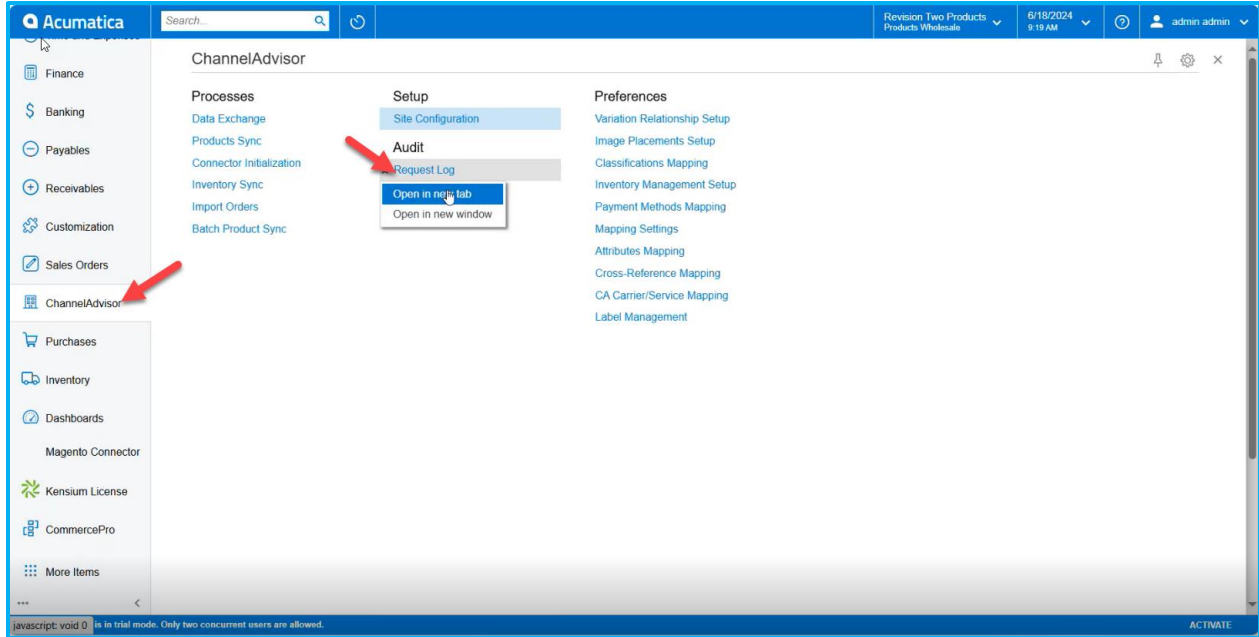 Acumatica
Search...
Revision Two Products
Products Wholesale
6/18/2024
9:19 AM
admin admin
Time and Expenses
Finance
Banking
Payables
Receivables
Customization
Sales Orders
ChannelAdvisor
Purchases
Inventory
Dashboards
Magento Connector
Kensium License
CommercePro
More Items
ChannelAdvisor
Processes
Data Exchange
Products Sync
Connector Initialization
Inventory Sync
Import Orders
Batch Product Sync
Setup
Site Configuration
Audit
Request Log
Open in new tab
Open in new window
Preferences
Variation Relationship Setup
Image Placements Setup
Classifications Mapping
Inventory Management Setup
Payment Methods Mapping
Mapping Settings
Attributes Mapping
Cross-Reference Mapping
CA Carrier/Service Mapping
Label Management
javascript: void 0 is in trial mode. Only two concurrent users are allowed.
ACTIVATE